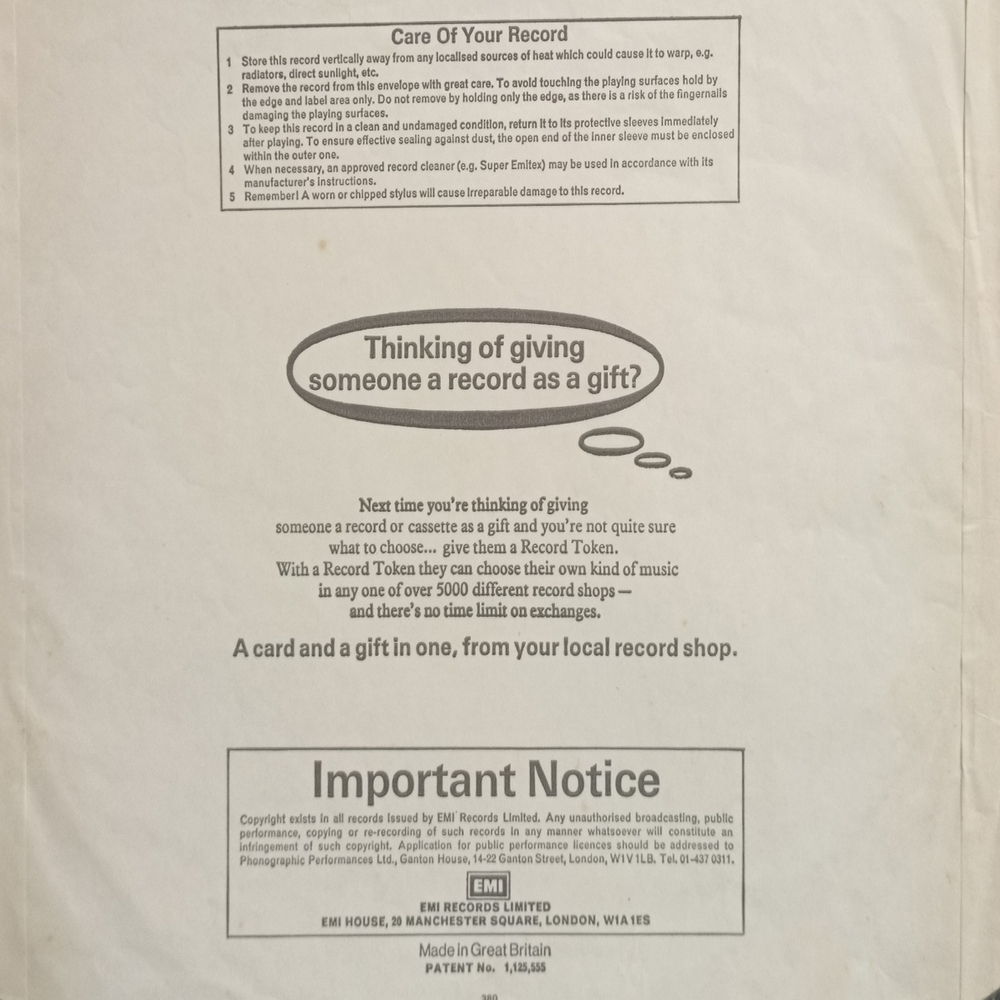 Care Of Your Record
1 Store this record vertically away from any localised sources of heat which could cause it to warp, e.g.
radiators, direct sunlight, etc.
2 Remove the record from this envelope with great care. To avoid touching the playing surfaces hold by
the edge and label area only. Do not remove by holding only the edge, as there is a risk of the fingernails
damaging the playing surfaces.
3 To keep this record in a clean and undamaged condition, return it to its protective sleeves immediately
after playing. To ensure effective sealing against dust, the open end of the inner sleeve must be enclosed
within the outer one.
4 When necessary, an approved record cleaner (e.g. Super Emitex) may be used in accordance with its
manufacturer's instructions.
5 Remember! A worn or chipped stylus will cause irreparable damage to this record.
Thinking of giving
someone a record as a gift?
Next time you're thinking of giving
someone a record or cassette as a gift and you're not quite sure
what to choose... give them a Record Token.
With a Record Token they can choose their own kind of music
in any one of over 5000 different record shops —
and there's no time limit on exchanges.
A card and a gift in one, from your local record shop.
Important Notice
Copyright exists in all records issued by EMI Records Limited. Any unauthorised broadcasting, public
performance, copying or re-recording of such records in any manner whatsoever will constitute an
infringement of such copyright. Application for public performance licences should be addressed to
Phonographic Performances Ltd., Ganton House, 14-22 Ganton Street, London, W1V 1LB. Tel. 01-437 0311.
EMI
EMI RECORDS LIMITED
EMI HOUSE, 20 MANCHESTER SQUARE, LONDON, W1A 1ES
Made in Great Britain
PATENT No. 1,125,555
380